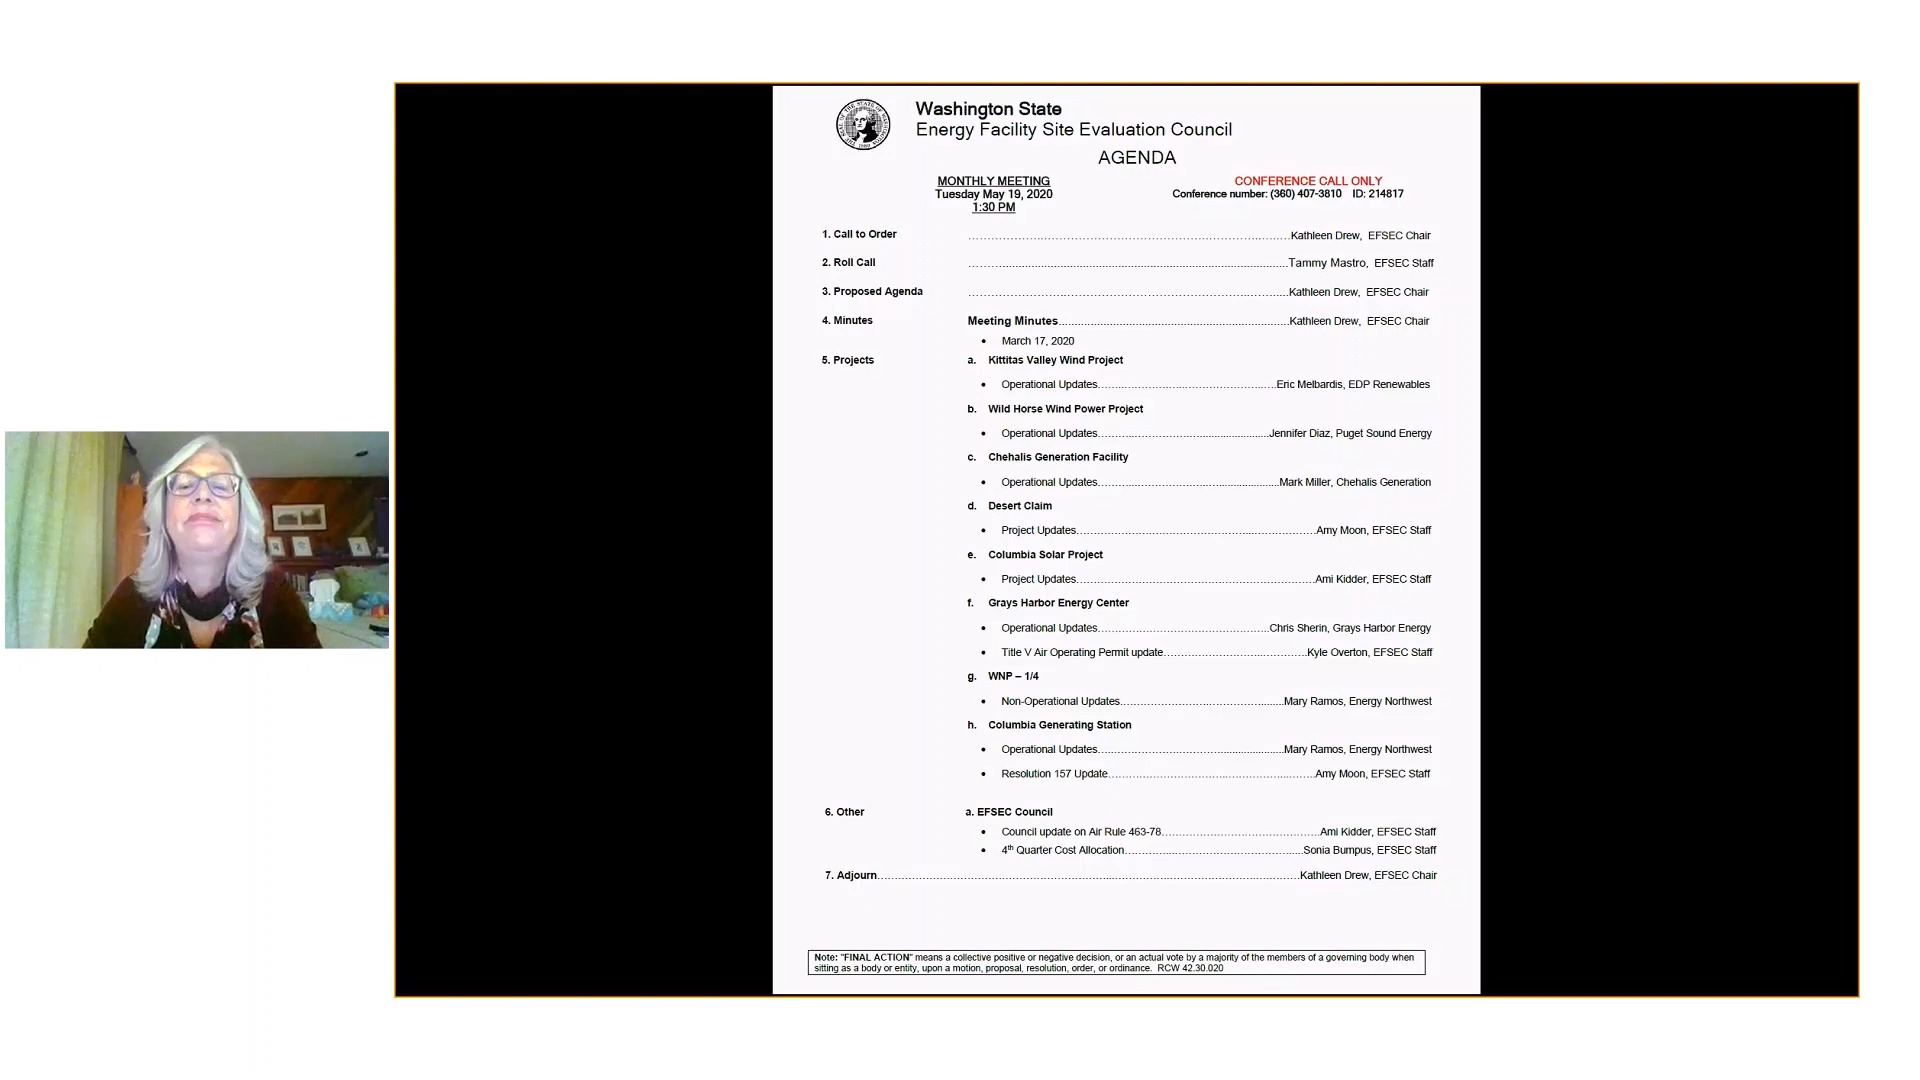 Washington State
Energy Facility Site Evaluation Council
AGENDA
MONTHLY MEETING
Tuesday May 19, 2020
1:30 PM
CONFERENCE CALL ONLY
Conference number: (360) 407-3810 ID: 214817
1. Call to Order ........Kathleen Drew, EFSEC Chair
2. Roll Call ........Tammy Mastro, EFSEC Staff
3. Proposed Agenda ........Kathleen Drew, EFSEC Chair
4. Minutes Meeting Minutes........Kathleen Drew, EFSEC Chair
• March 17, 2020
5. Projects a. Kittitas Valley Wind Project
• Operational Updates........Eric Melbardis, EDP Renewables
b. Wild Horse Wind Power Project
• Operational Updates........Jennifer Diaz, Puget Sound Energy
c. Chehalis Generation Facility
• Operational Updates........Mark Miller, Chehalis Generation
d. Desert Claim
• Project Updates........Amy Moon, EFSEC Staff
e. Columbia Solar Project
• Project Updates........Ami Kidder, EFSEC Staff
f. Grays Harbor Energy Center
• Operational Updates........Chris Sherin, Grays Harbor Energy
• Title V Air Operating Permit update........Kyle Overton, EFSEC Staff
g. WNP – 1/4
• Non-Operational Updates........Mary Ramos, Energy Northwest
h. Columbia Generating Station
• Operational Updates........Mary Ramos, Energy Northwest
• Resolution 157 Update........Amy Moon, EFSEC Staff
6. Other a. EFSEC Council
• Council update on Air Rule 463-78........Ami Kidder, EFSEC Staff
• 4th Quarter Cost Allocation........Sonia Bumpus, EFSEC Staff
7. Adjourn........Kathleen Drew, EFSEC Chair
Note: "FINAL ACTION" means a collective positive or negative decision, or an actual vote by a majority of the members of a governing body when
sitting as a body or entity, upon a motion, proposal, resolution, order, or ordinance. RCW 42.30.020